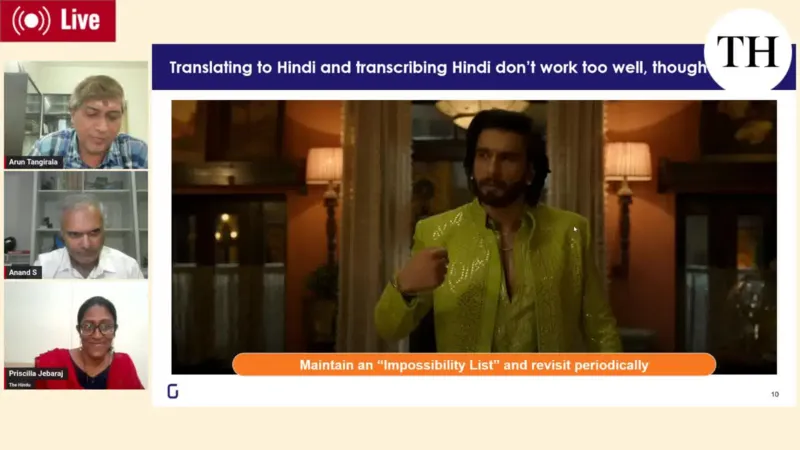 Live
Translating to Hindi and transcribing Hindi don't work too well, though
TH
Arun Tangirala
Anand S
Priscilla Jebaraj
The Hindu
Maintain an “Impossibility List” and revisit periodically
10